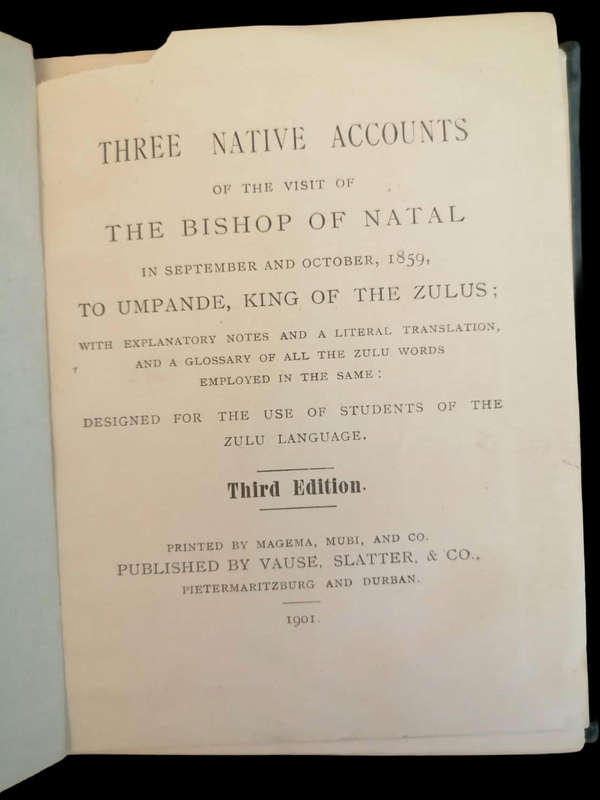 THREE NATIVE ACCOUNTS
OF THE VISIT OF
THE BISHOP OF NATAL
IN SEPTEMBER AND OCTOBER, 1859,
TO UMPANDE, KING OF THE ZULUS;
WITH EXPLANATORY NOTES AND A LITERAL TRANSLATION,
AND A GLOSSARY OF ALL THE ZULU WORDS
EMPLOYED IN THE SAME:
DESIGNED FOR THE USE OF STUDENTS OF THE
ZULU LANGUAGE.
Third Edition.
PRINTED BY MAGEMA, MUBI, AND CO.
PUBLISHED BY VAUSE, SLATTER, & CO.,
PIETERMARITZBURG AND DURBAN.
1901.